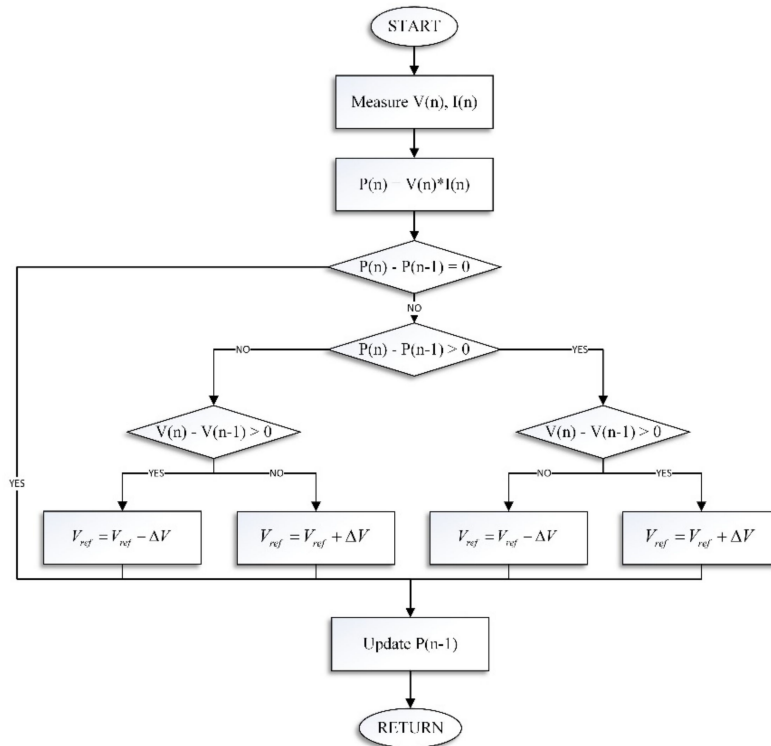 START
Measure V(n), I(n)
P(n) = V(n)*I(n)
P(n) - P(n-1) = 0
NO
P(n) - P(n-1) > 0
NO
YES
V(n) - V(n-1) > 0
V(n) - V(n-1) > 0
YES
YES
NO
NO
YES
V_ref = V_ref − ΔV
V_ref = V_ref + ΔV
V_ref = V_ref − ΔV
V_ref = V_ref + ΔV
Update P(n-1)
RETURN